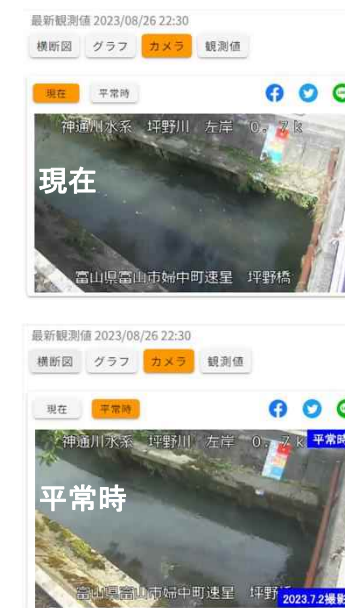 最新観測値 2023/08/26 22:30
横断図 グラフ カメラ 観測値
現在 平常時
神通川水系 坪野川 左岸 0.7k
現在
富山県富山市婦中町速星 坪野橋
最新観測値 2023/08/26 22:30
横断図 グラフ カメラ 観測値
現在 平常時
神通川水系 坪野川 左岸 0.7k 平常時
平常時
富山県富山市婦中町速星 坪野橋
2023.7.2撮影